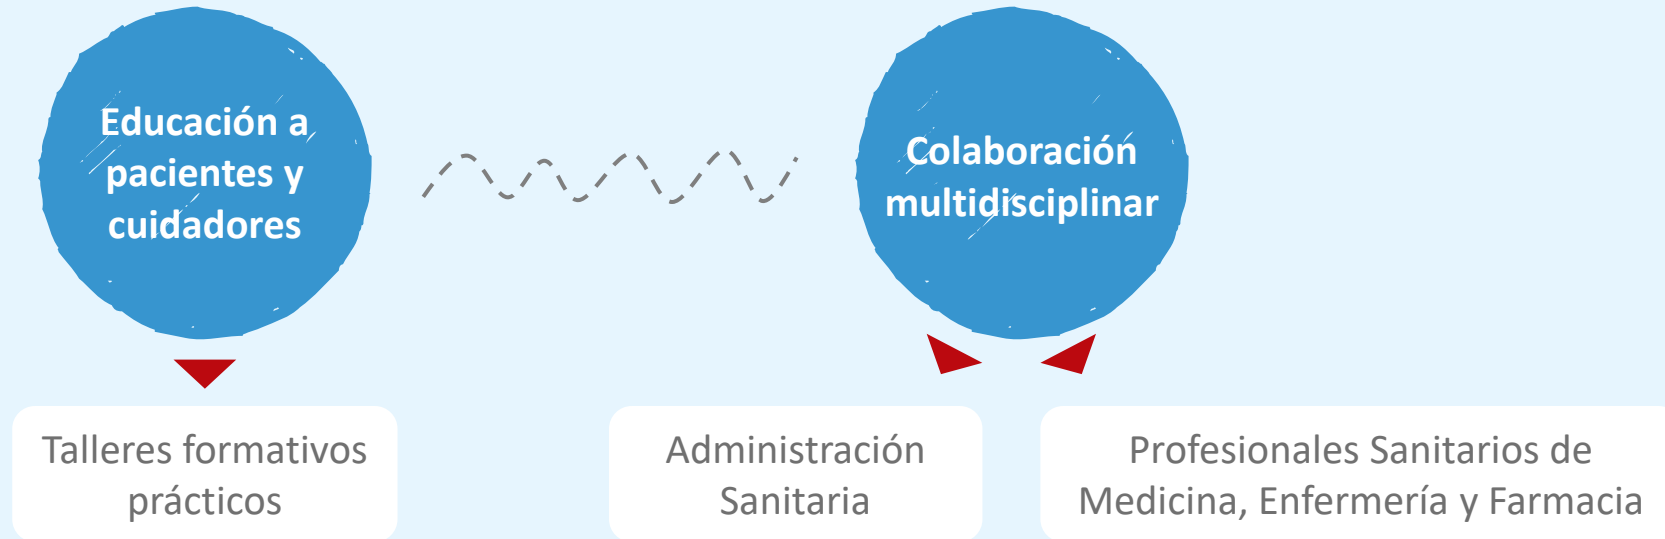 Educación a
pacientes y
cuidadores
Colaboración
multidisciplinar
Talleres formativos
prácticos
Administración
Sanitaria
Profesionales Sanitarios de
Medicina, Enfermería y Farmacia